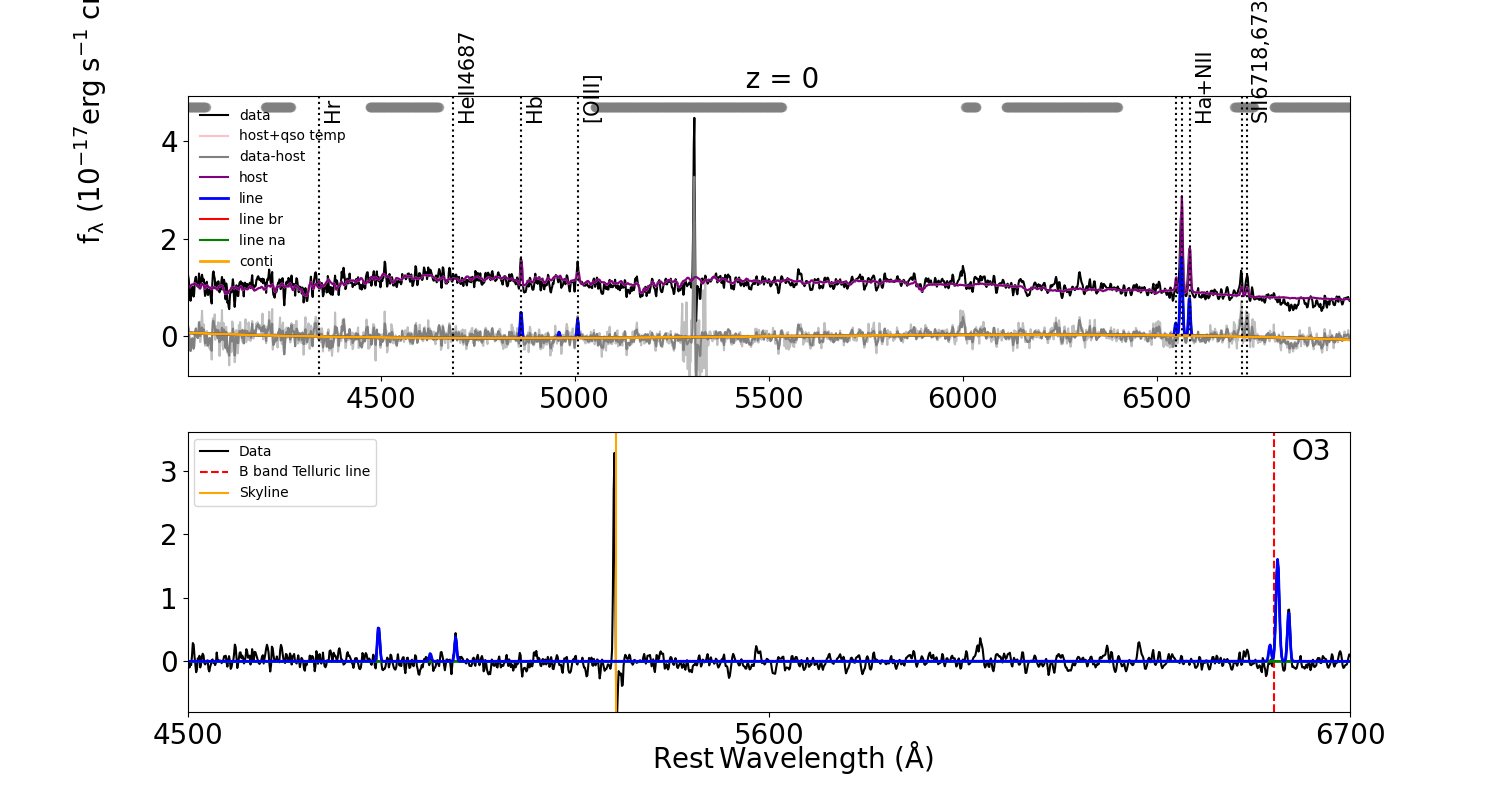 z = 0
f_λ (10^−17 erg s^−1 c
Hr
HeII4687
Hb
[OIII]
Ha+NII
SII6718,673
data
host+qso temp
data-host
host
line
line br
line na
conti
4
2
0
4500
5000
5500
6000
6500
O3
Data
B band Telluric line
Skyline
3
2
1
0
4500
5600
6700
Rest Wavelength (Å)